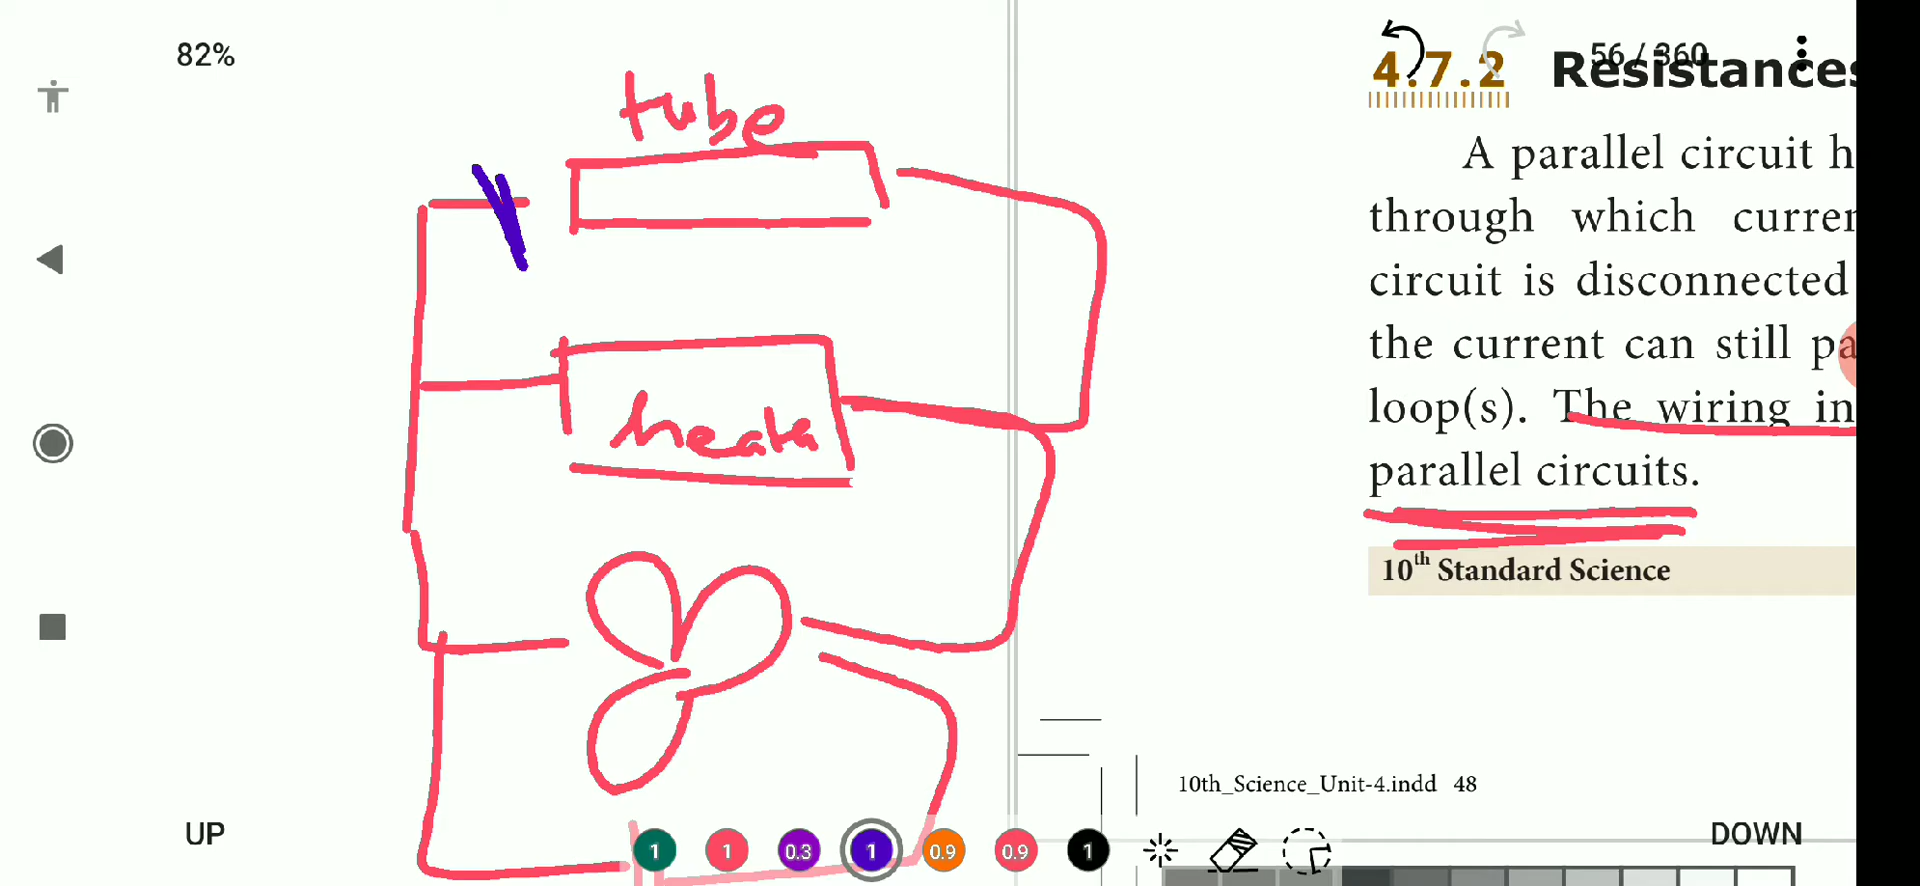 82%
tube
heater
UP
1 1 0.3 1 0.9 0.9 1
56 / 360
4.7.2 Resistances
A parallel circuit h
through which curren
circuit is disconnected
the current can still pa
loop(s). The wiring in
parallel circuits.
10th Standard Science
10th_Science_Unit-4.indd 48
DOWN